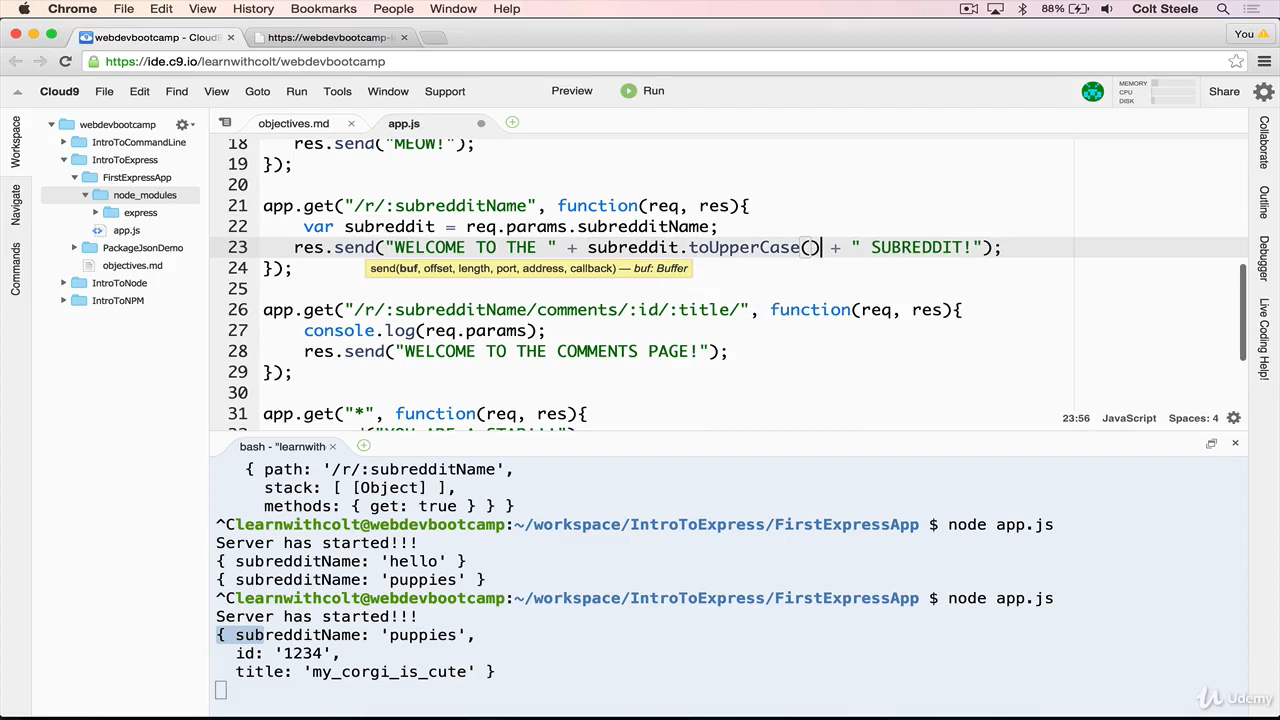 Chrome File Edit View History Bookmarks People Window Help 88% Colt Steele
webdevbootcamp - Cloud9 × https://webdevbootcamp-l × You
https://ide.c9.io/learnwithcolt/webdevbootcamp
Cloud9 File Edit Find View Goto Run Tools Window Support Preview Run MEMORY CPU DISK Share
Workspace
Navigate
Commands
webdevbootcamp
IntroToCommandLine
IntroToExpress
FirstExpressApp
node_modules
express
app.js
PackageJsonDemo
objectives.md
IntroToNode
IntroToNPM
objectives.md × app.js
18 res.send("MEOW!");
19 });
20
21 app.get("/r/:subredditName", function(req, res){
22 var subreddit = req.params.subredditName;
23 res.send("WELCOME TO THE " + subreddit.toUpperCase() + " SUBREDDIT!");
24 });
send(buf, offset, length, port, address, callback) — buf: Buffer
25
26 app.get("/r/:subredditName/comments/:id/:title/", function(req, res){
27 console.log(req.params);
28 res.send("WELCOME TO THE COMMENTS PAGE!");
29 });
30
31 app.get("*", function(req, res){
23:56 JavaScript Spaces: 4
Collaborate
Outline
Debugger
Live Coding Help!
bash - "learnwith ×
{ path: '/r/:subredditName',
stack: [ [Object] ],
methods: { get: true } } }
^Clearnwithcolt@webdevbootcamp:~/workspace/IntroToExpress/FirstExpressApp $ node app.js
Server has started!!!
{ subredditName: 'hello' }
{ subredditName: 'puppies' }
^Clearnwithcolt@webdevbootcamp:~/workspace/IntroToExpress/FirstExpressApp $ node app.js
Server has started!!!
{ subredditName: 'puppies',
id: '1234',
title: 'my_corgi_is_cute' }
Udemy